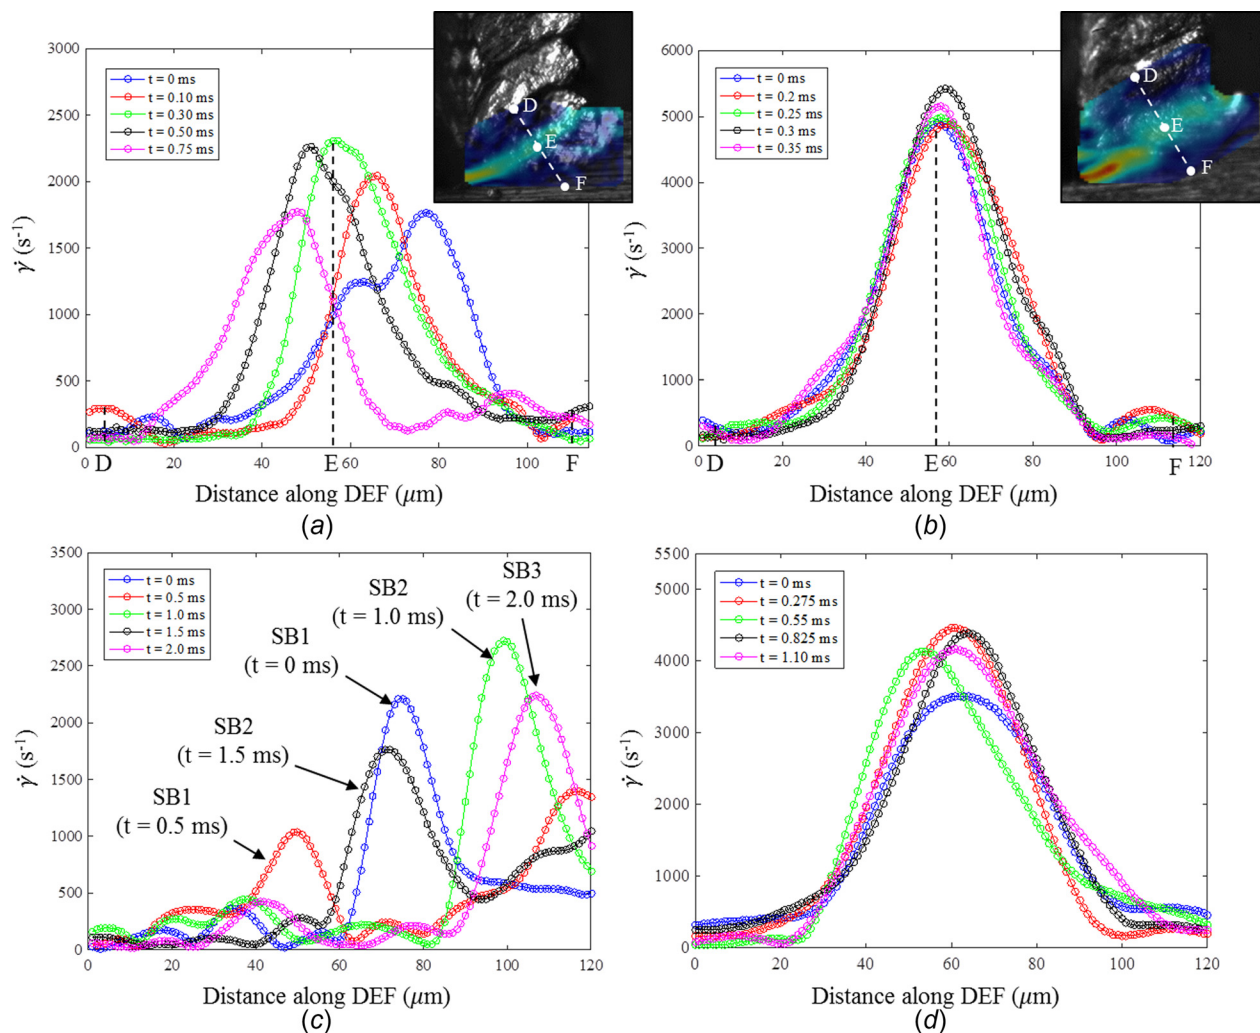 3000
2500
2000
1500
1000
500
0
γ̇ (s⁻¹)
t = 0 ms
t = 0.10 ms
t = 0.30 ms
t = 0.50 ms
t = 0.75 ms
D
E
F
D
20
40
E
60
80
100
F
Distance along DEF (μm)
(a)
6000
5000
4000
3000
2000
1000
0
γ̇ (s⁻¹)
t = 0 ms
t = 0.2 ms
t = 0.25 ms
t = 0.3 ms
t = 0.35 ms
D
E
F
0
D
20
40
E
60
80
100
F
120
Distance along DEF (μm)
(b)
3500
3000
2500
2000
1500
1000
500
0
γ̇ (s⁻¹)
t = 0 ms
t = 0.5 ms
t = 1.0 ms
t = 1.5 ms
t = 2.0 ms
SB1
(t = 0.5 ms)
SB2
(t = 1.5 ms)
SB1
(t = 0 ms)
SB2
(t = 1.0 ms)
SB3
(t = 2.0 ms)
0
20
40
60
80
100
120
Distance along DEF (μm)
(c)
5500
5000
4000
3000
2000
1000
0
γ̇ (s⁻¹)
t = 0 ms
t = 0.275 ms
t = 0.55 ms
t = 0.825 ms
t = 1.10 ms
0
20
40
60
80
100
120
Distance along DEF (μm)
(d)